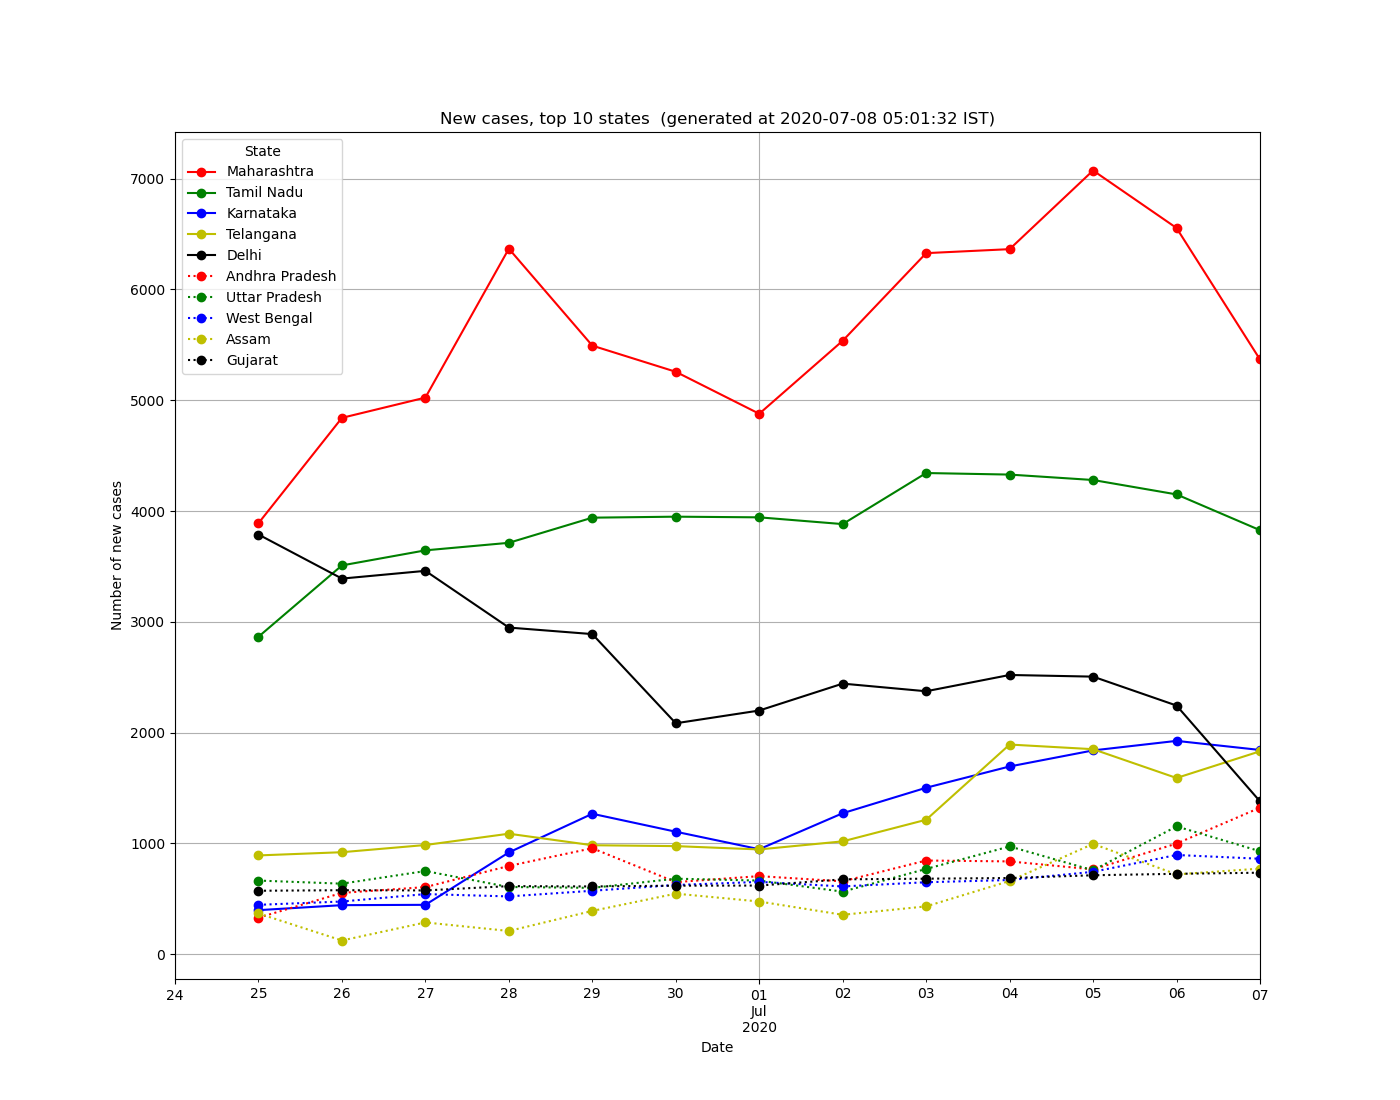 New cases, top 10 states  (generated at 2020-07-08 05:01:32 IST)
State
Maharashtra
Tamil Nadu
Karnataka
Telangana
Delhi
Andhra Pradesh
Uttar Pradesh
West Bengal
Assam
Gujarat
7000
6000
5000
4000
3000
2000
1000
0
Number of new cases
24 25 26 27 28 29 30 01 02 03 04 05 06 07
Jul
2020
Date